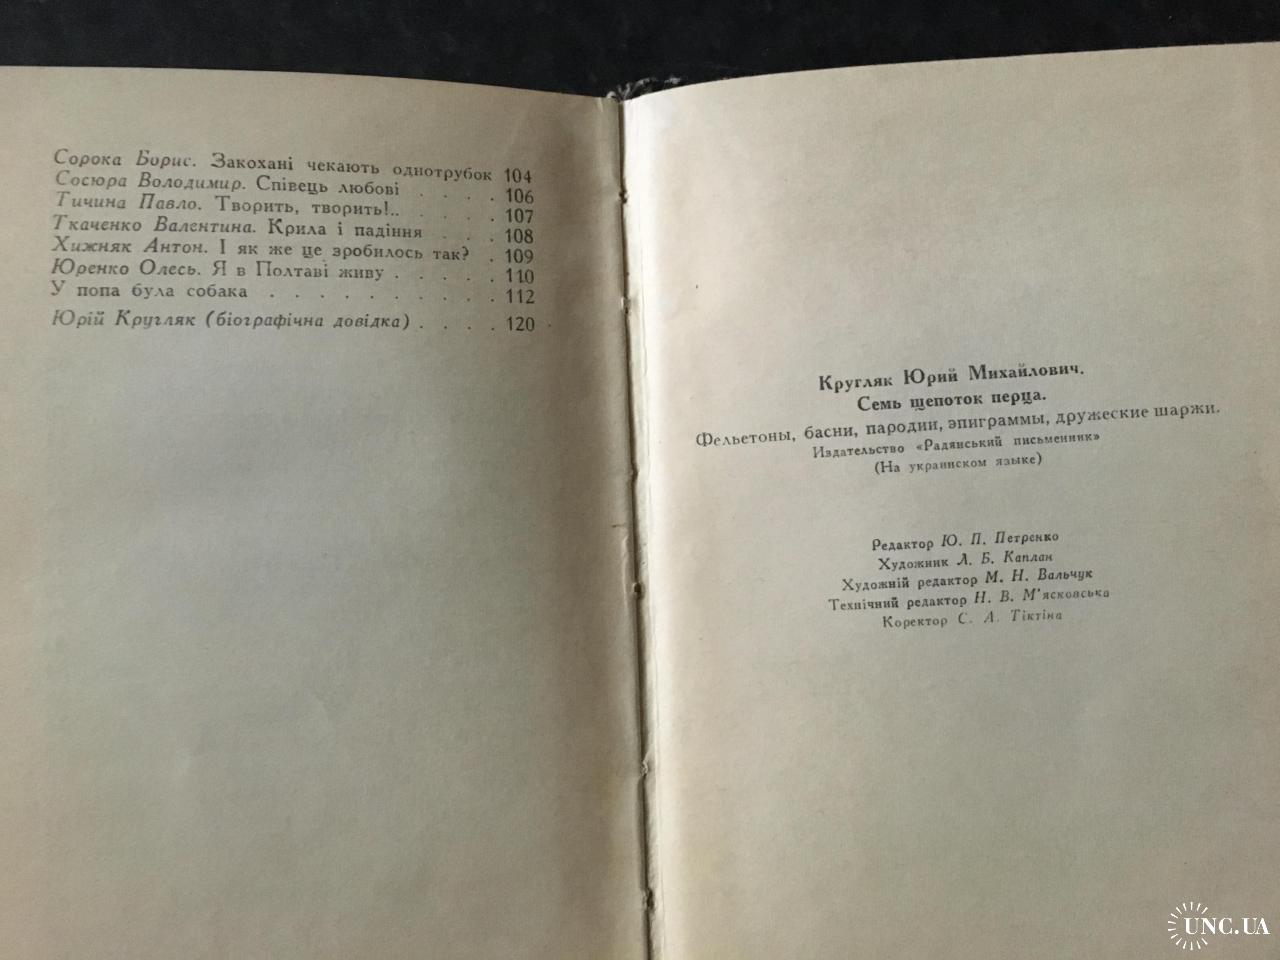 Сорока Борис. Закохані чекають однотрубок 104
Сосюра Володимир. Співець любові . . . . 106
Тичина Павло. Творить, творить!.. . . . . 107
Ткаченко Валентина. Крила і падіння . . . 108
Хижняк Антон. І як же це зробилось так? . 109
Юренко Олесь. Я в Полтаві живу . . . . . 110
У попа була собака . . . . . . . . . . 112
Юрій Кругляк (біографічна довідка) . . . . 120
Кругляк Юрий Михайлович.
Семь щепоток перца.
Фельетоны, басни, пародии, эпиграммы, дружеские шаржи.
Издательство «Радянський письменник»
(На украинском языке)
Редактор Ю. П. Петренко
Художник Л. Б. Каплан
Художній редактор М. Н. Вальчук
Технічний редактор Н. В. М'ясковська
Коректор С. А. Тіктіна
UNC.UA